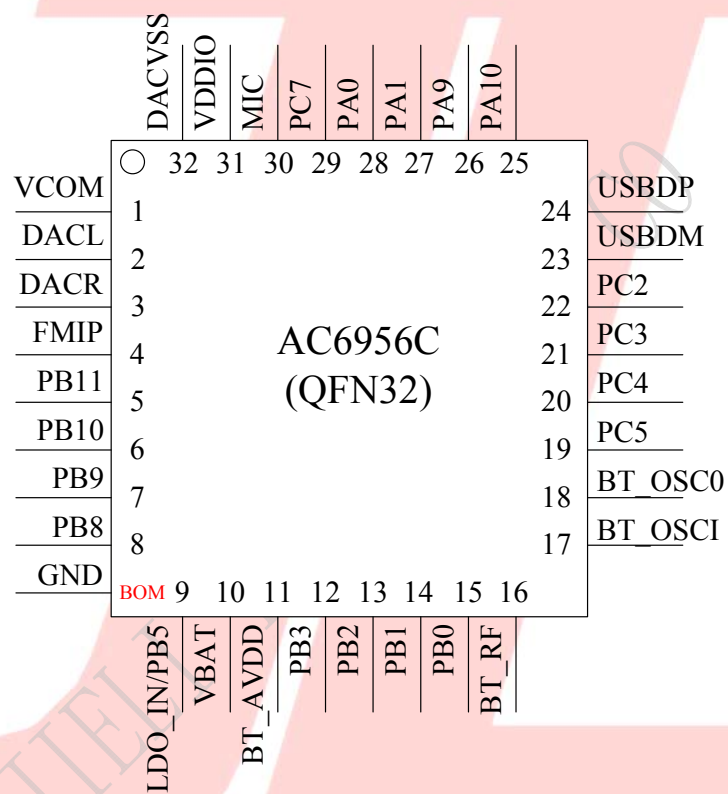 DACVSS
VDDIO
MIC
PC7
PA0
PA1
PA9
PA10
32 31 30 29 28 27 26 25
VCOM 1
DACL 2
DACR 3
FMIP 4
PB11 5
PB10 6
PB9 7
PB8 8
GND BOM
AC6956C
(QFN32)
24 USBDP
23 USBDM
22 PC2
21 PC3
20 PC4
19 PC5
18 BT_OSC0
17 BT_OSCI
9 10 11 12 13 14 15 16
LDO_IN/PB5
VBAT
BT_AVDD
PB3
PB2
PB1
PB0
BT_RF